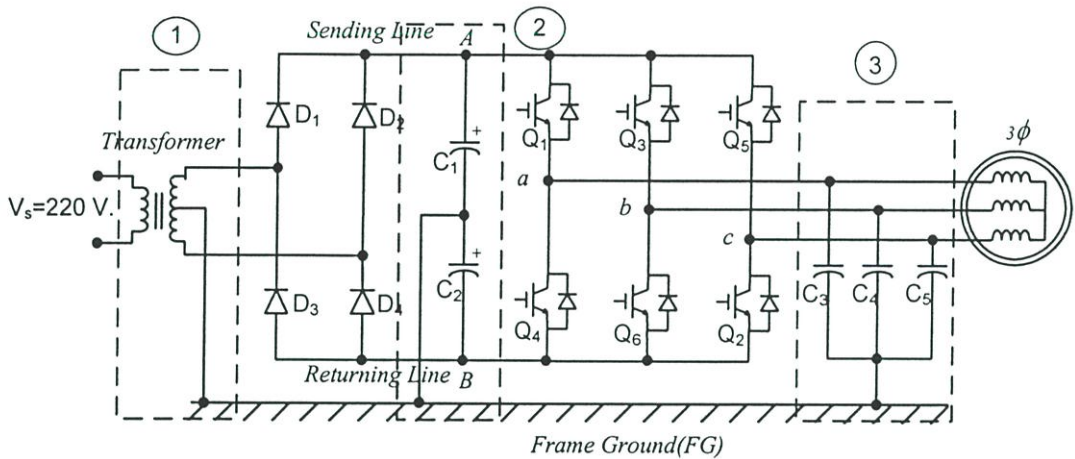 1
Sending Line
A
2
3
Transformer
D1
D2
C1
+
Q1
Q3
Q5
3ϕ
Vs=220 V.
a
b
c
C2
+
D3
D4
Q4
Q6
Q2
C3
C4
C5
Returning Line
B
Frame Ground(FG)